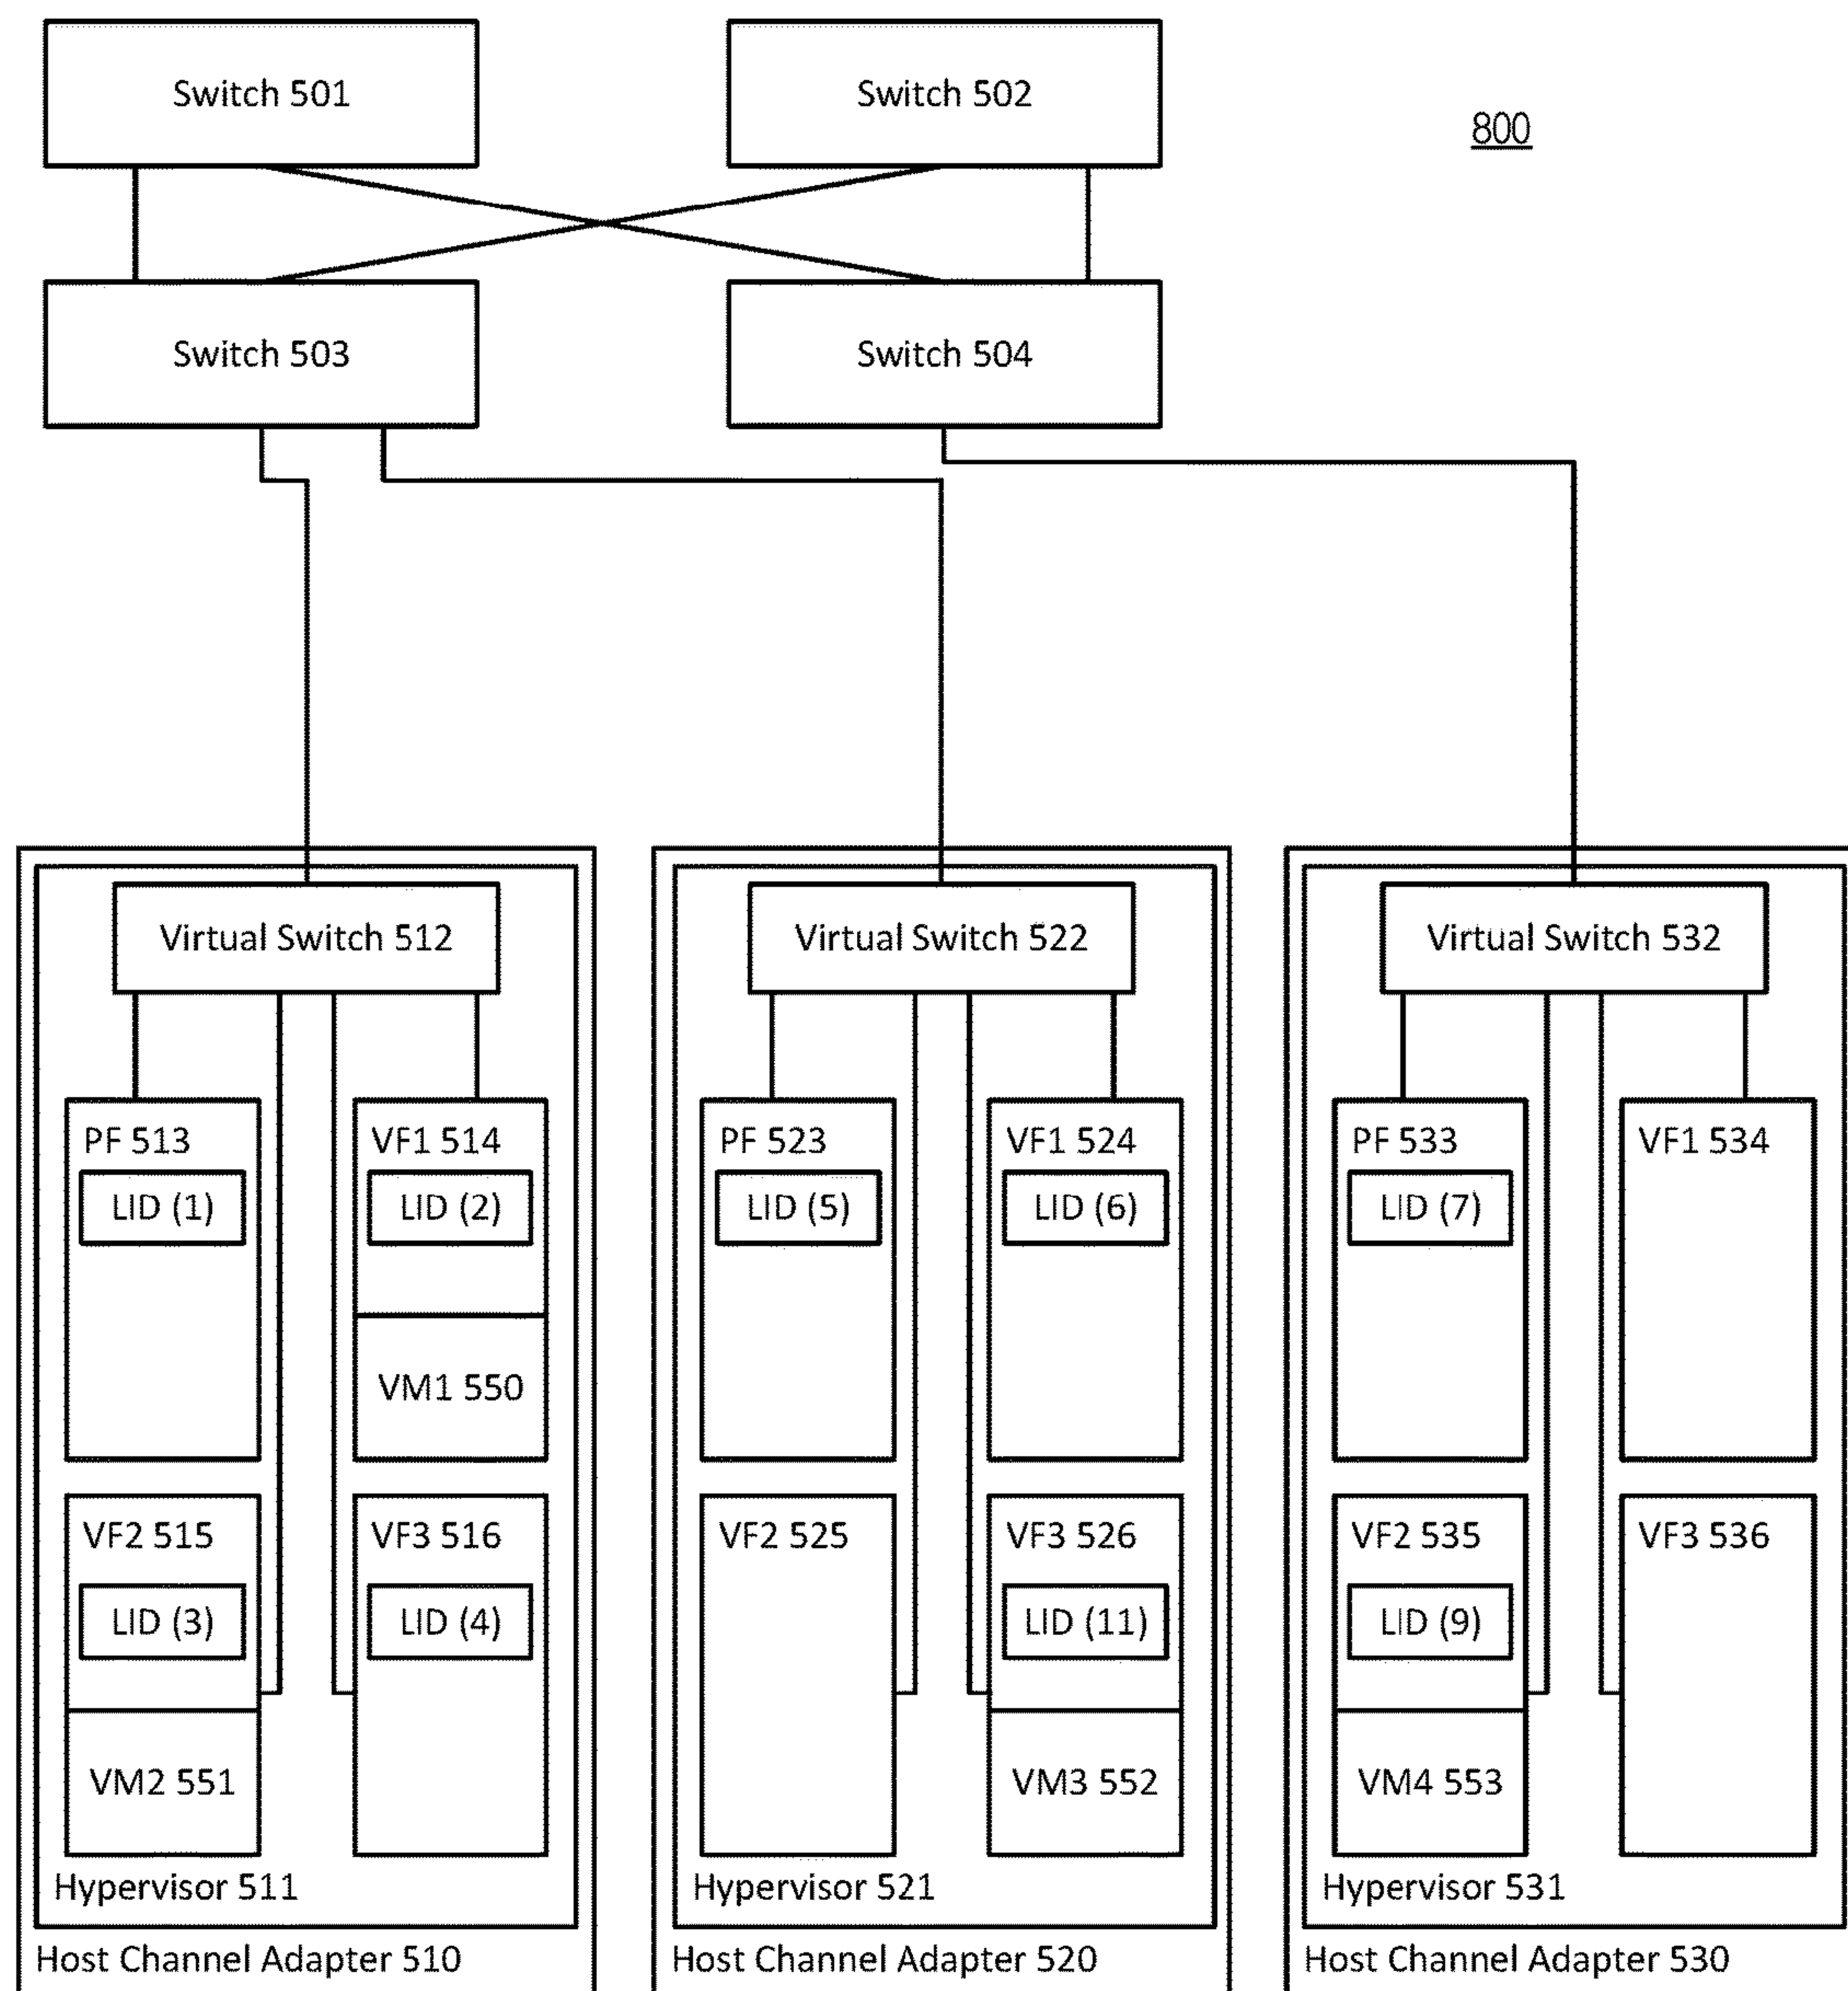 Switch 501
Switch 502
800
Switch 503
Switch 504
Virtual Switch 512
Virtual Switch 522
Virtual Switch 532
PF 513
LID (1)
VF1 514
LID (2)
VM1 550
PF 523
LID (5)
VF1 524
LID (6)
PF 533
LID (7)
VF1 534
VF2 515
LID (3)
VM2 551
VF3 516
LID (4)
VF2 525
VF3 526
LID (11)
VM3 552
VF2 535
LID (9)
VM4 553
VF3 536
Hypervisor 511
Hypervisor 521
Hypervisor 531
Host Channel Adapter 510
Host Channel Adapter 520
Host Channel Adapter 530